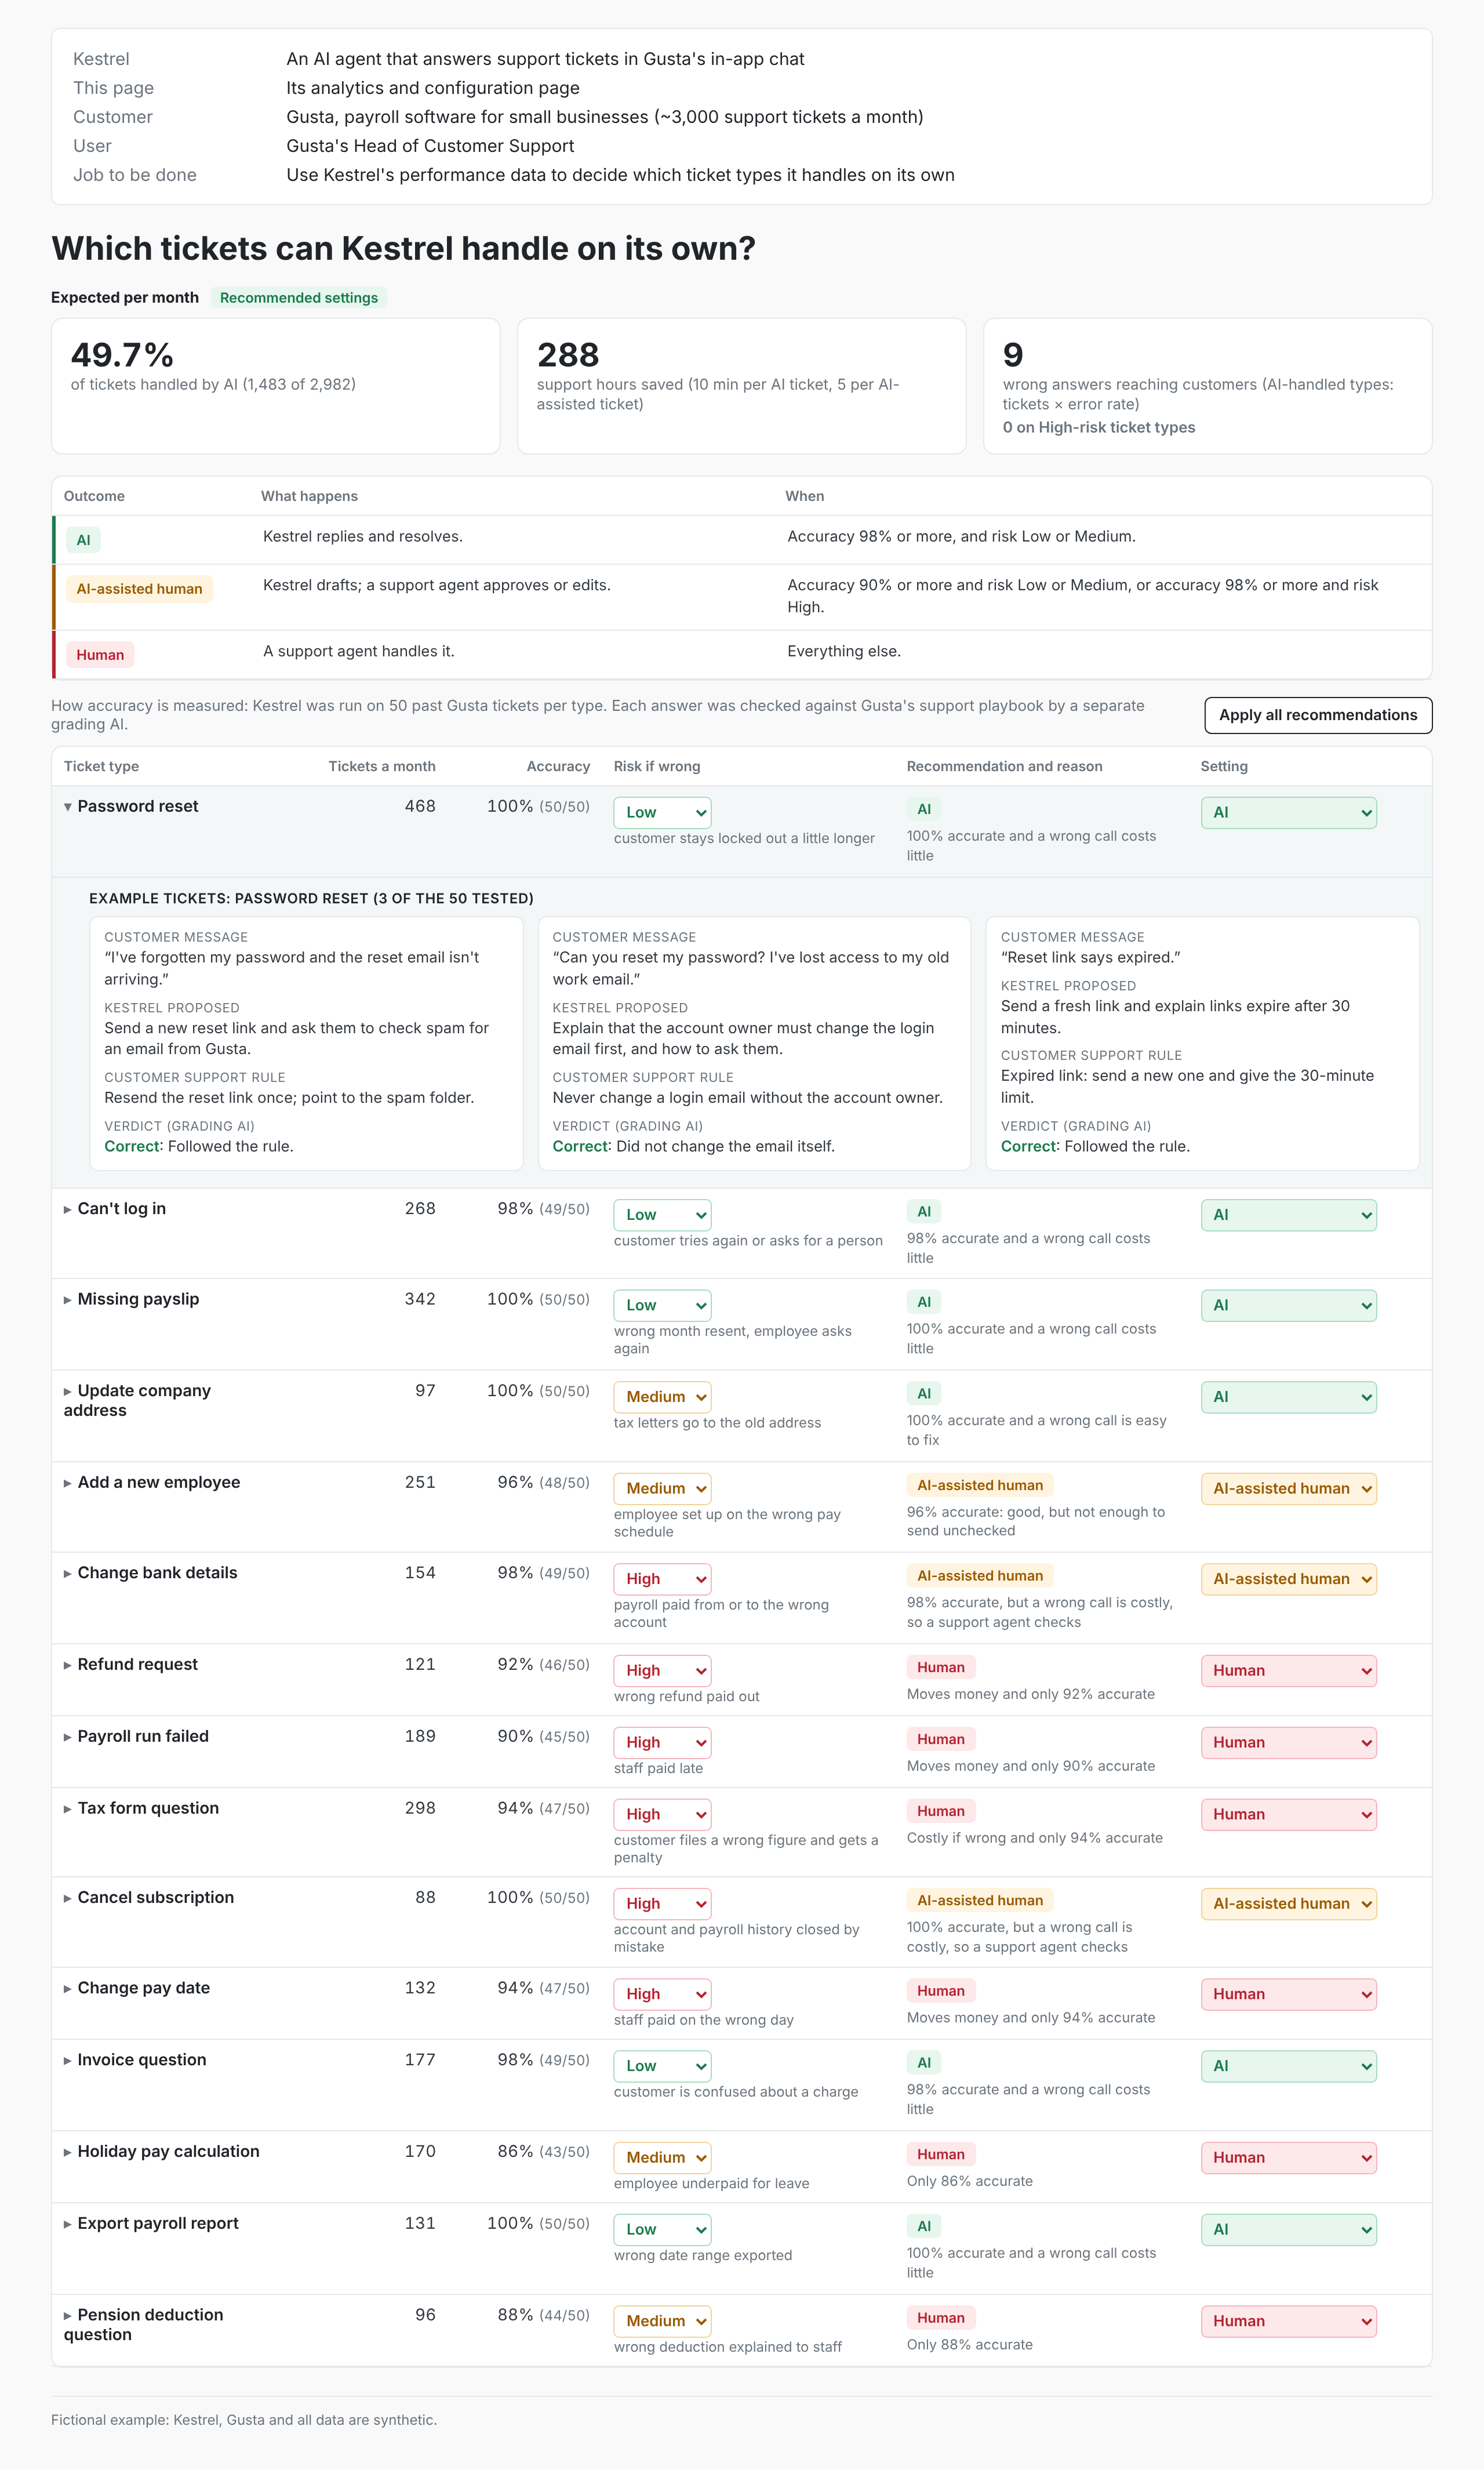 Kestrel An AI agent that answers support tickets in Gusta's in-app chat
This page Its analytics and configuration page
Customer Gusta, payroll software for small businesses (~3,000 support tickets a month)
User Gusta's Head of Customer Support
Job to be done Use Kestrel's performance data to decide which ticket types it handles on its own
Which tickets can Kestrel handle on its own?
Expected per month Recommended settings
49.7%
of tickets handled by AI (1,483 of 2,982)
288
support hours saved (10 min per AI ticket, 5 per AI-
assisted ticket)
9
wrong answers reaching customers (AI-handled types:
tickets × error rate)
0 on High-risk ticket types
Outcome What happens When
AI Kestrel replies and resolves. Accuracy 98% or more, and risk Low or Medium.
AI-assisted human Kestrel drafts; a support agent approves or edits. Accuracy 90% or more and risk Low or Medium, or accuracy 98% or more and risk
High.
Human A support agent handles it. Everything else.
How accuracy is measured: Kestrel was run on 50 past Gusta tickets per type. Each answer was checked against Gusta's support playbook by a separate
grading AI.
Apply all recommendations
Ticket type Tickets a month Accuracy Risk if wrong Recommendation and reason Setting
▾ Password reset 468 100% (50/50) Low AI AI
customer stays locked out a little longer 100% accurate and a wrong call costs
little
EXAMPLE TICKETS: PASSWORD RESET (3 OF THE 50 TESTED)
CUSTOMER MESSAGE
“I've forgotten my password and the reset email isn't
arriving.”
KESTREL PROPOSED
Send a new reset link and ask them to check spam for
an email from Gusta.
CUSTOMER SUPPORT RULE
Resend the reset link once; point to the spam folder.
VERDICT (GRADING AI)
Correct: Followed the rule.
CUSTOMER MESSAGE
“Can you reset my password? I've lost access to my old
work email.”
KESTREL PROPOSED
Explain that the account owner must change the login
email first, and how to ask them.
CUSTOMER SUPPORT RULE
Never change a login email without the account owner.
VERDICT (GRADING AI)
Correct: Did not change the email itself.
CUSTOMER MESSAGE
“Reset link says expired.”
KESTREL PROPOSED
Send a fresh link and explain links expire after 30
minutes.
CUSTOMER SUPPORT RULE
Expired link: send a new one and give the 30-minute
limit.
VERDICT (GRADING AI)
Correct: Followed the rule.
▸ Can't log in 268 98% (49/50) Low AI AI
customer tries again or asks for a person 98% accurate and a wrong call costs
little
▸ Missing payslip 342 100% (50/50) Low AI AI
wrong month resent, employee asks 100% accurate and a wrong call costs
again little
▸ Update company 97 100% (50/50) Medium AI AI
address tax letters go to the old address 100% accurate and a wrong call is easy
to fix
▸ Add a new employee 251 96% (48/50) Medium AI-assisted human AI-assisted human
employee set up on the wrong pay 96% accurate: good, but not enough to
schedule send unchecked
▸ Change bank details 154 98% (49/50) High AI-assisted human AI-assisted human
payroll paid from or to the wrong 98% accurate, but a wrong call is costly,
account so a support agent checks
▸ Refund request 121 92% (46/50) High Human Human
wrong refund paid out Moves money and only 92% accurate
▸ Payroll run failed 189 90% (45/50) High Human Human
staff paid late Moves money and only 90% accurate
▸ Tax form question 298 94% (47/50) High Human Human
customer files a wrong figure and gets a Costly if wrong and only 94% accurate
penalty
▸ Cancel subscription 88 100% (50/50) High AI-assisted human AI-assisted human
account and payroll history closed by 100% accurate, but a wrong call is
mistake costly, so a support agent checks
▸ Change pay date 132 94% (47/50) High Human Human
staff paid on the wrong day Moves money and only 94% accurate
▸ Invoice question 177 98% (49/50) Low AI AI
customer is confused about a charge 98% accurate and a wrong call costs
little
▸ Holiday pay calculation 170 86% (43/50) Medium Human Human
employee underpaid for leave Only 86% accurate
▸ Export payroll report 131 100% (50/50) Low AI AI
wrong date range exported 100% accurate and a wrong call costs
little
▸ Pension deduction 96 88% (44/50) Medium Human Human
question wrong deduction explained to staff Only 88% accurate
Fictional example: Kestrel, Gusta and all data are synthetic.